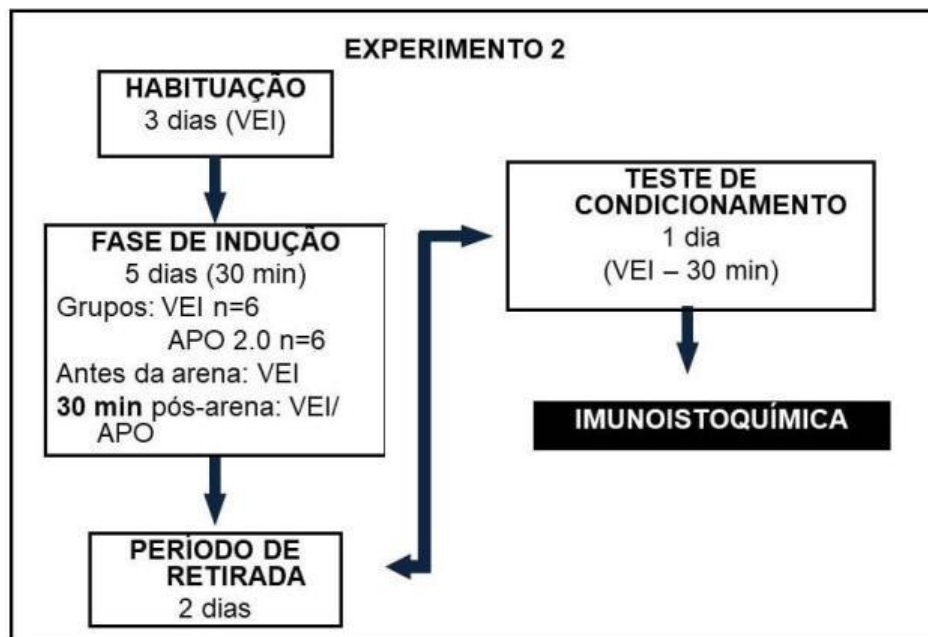 EXPERIMENTO 2
HABITUAÇÃO
3 dias (VEI)
FASE DE INDUÇÃO
5 dias (30 min)
Grupos: VEI n=6
APO 2.0 n=6
Antes da arena: VEI
30 min pós-arena: VEI/
APO
PERÍODO DE
RETIRADA
2 dias
TESTE DE
CONDICIONAMENTO
1 dia
(VEI – 30 min)
IMUNOISTOQUÍMICA